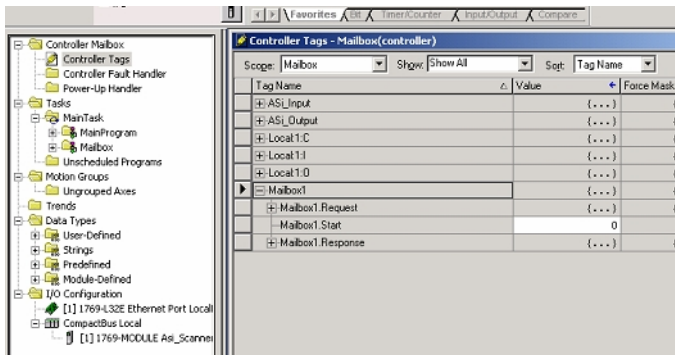 Favorites Bit Timer/Counter Input/Output Compare
Controller Mailbox
Controller Tags
Controller Fault Handler
Power-Up Handler
Tasks
MainTask
MainProgram
Mailbox
Unscheduled Programs
Motion Groups
Ungrouped Axes
Trends
Data Types
User-Defined
Strings
Predefined
Module-Defined
I/O Configuration
[1] 1769-L32E Ethernet Port Locall
CompactBus Local
[1] 1769-MODULE Asi_Scanner
Controller Tags - Mailbox(controller)
Scope: Mailbox Show: Show All Sort: Tag Name
Tag Name Value Force Mask
ASi_Input {...}
ASi_Output {...}
Local:1:C {...}
Local:1:I {...}
Local:1:O {...}
Mailbox1 {...}
Mailbox1.Request {...}
Mailbox1.Start 0
Mailbox1.Response {...}